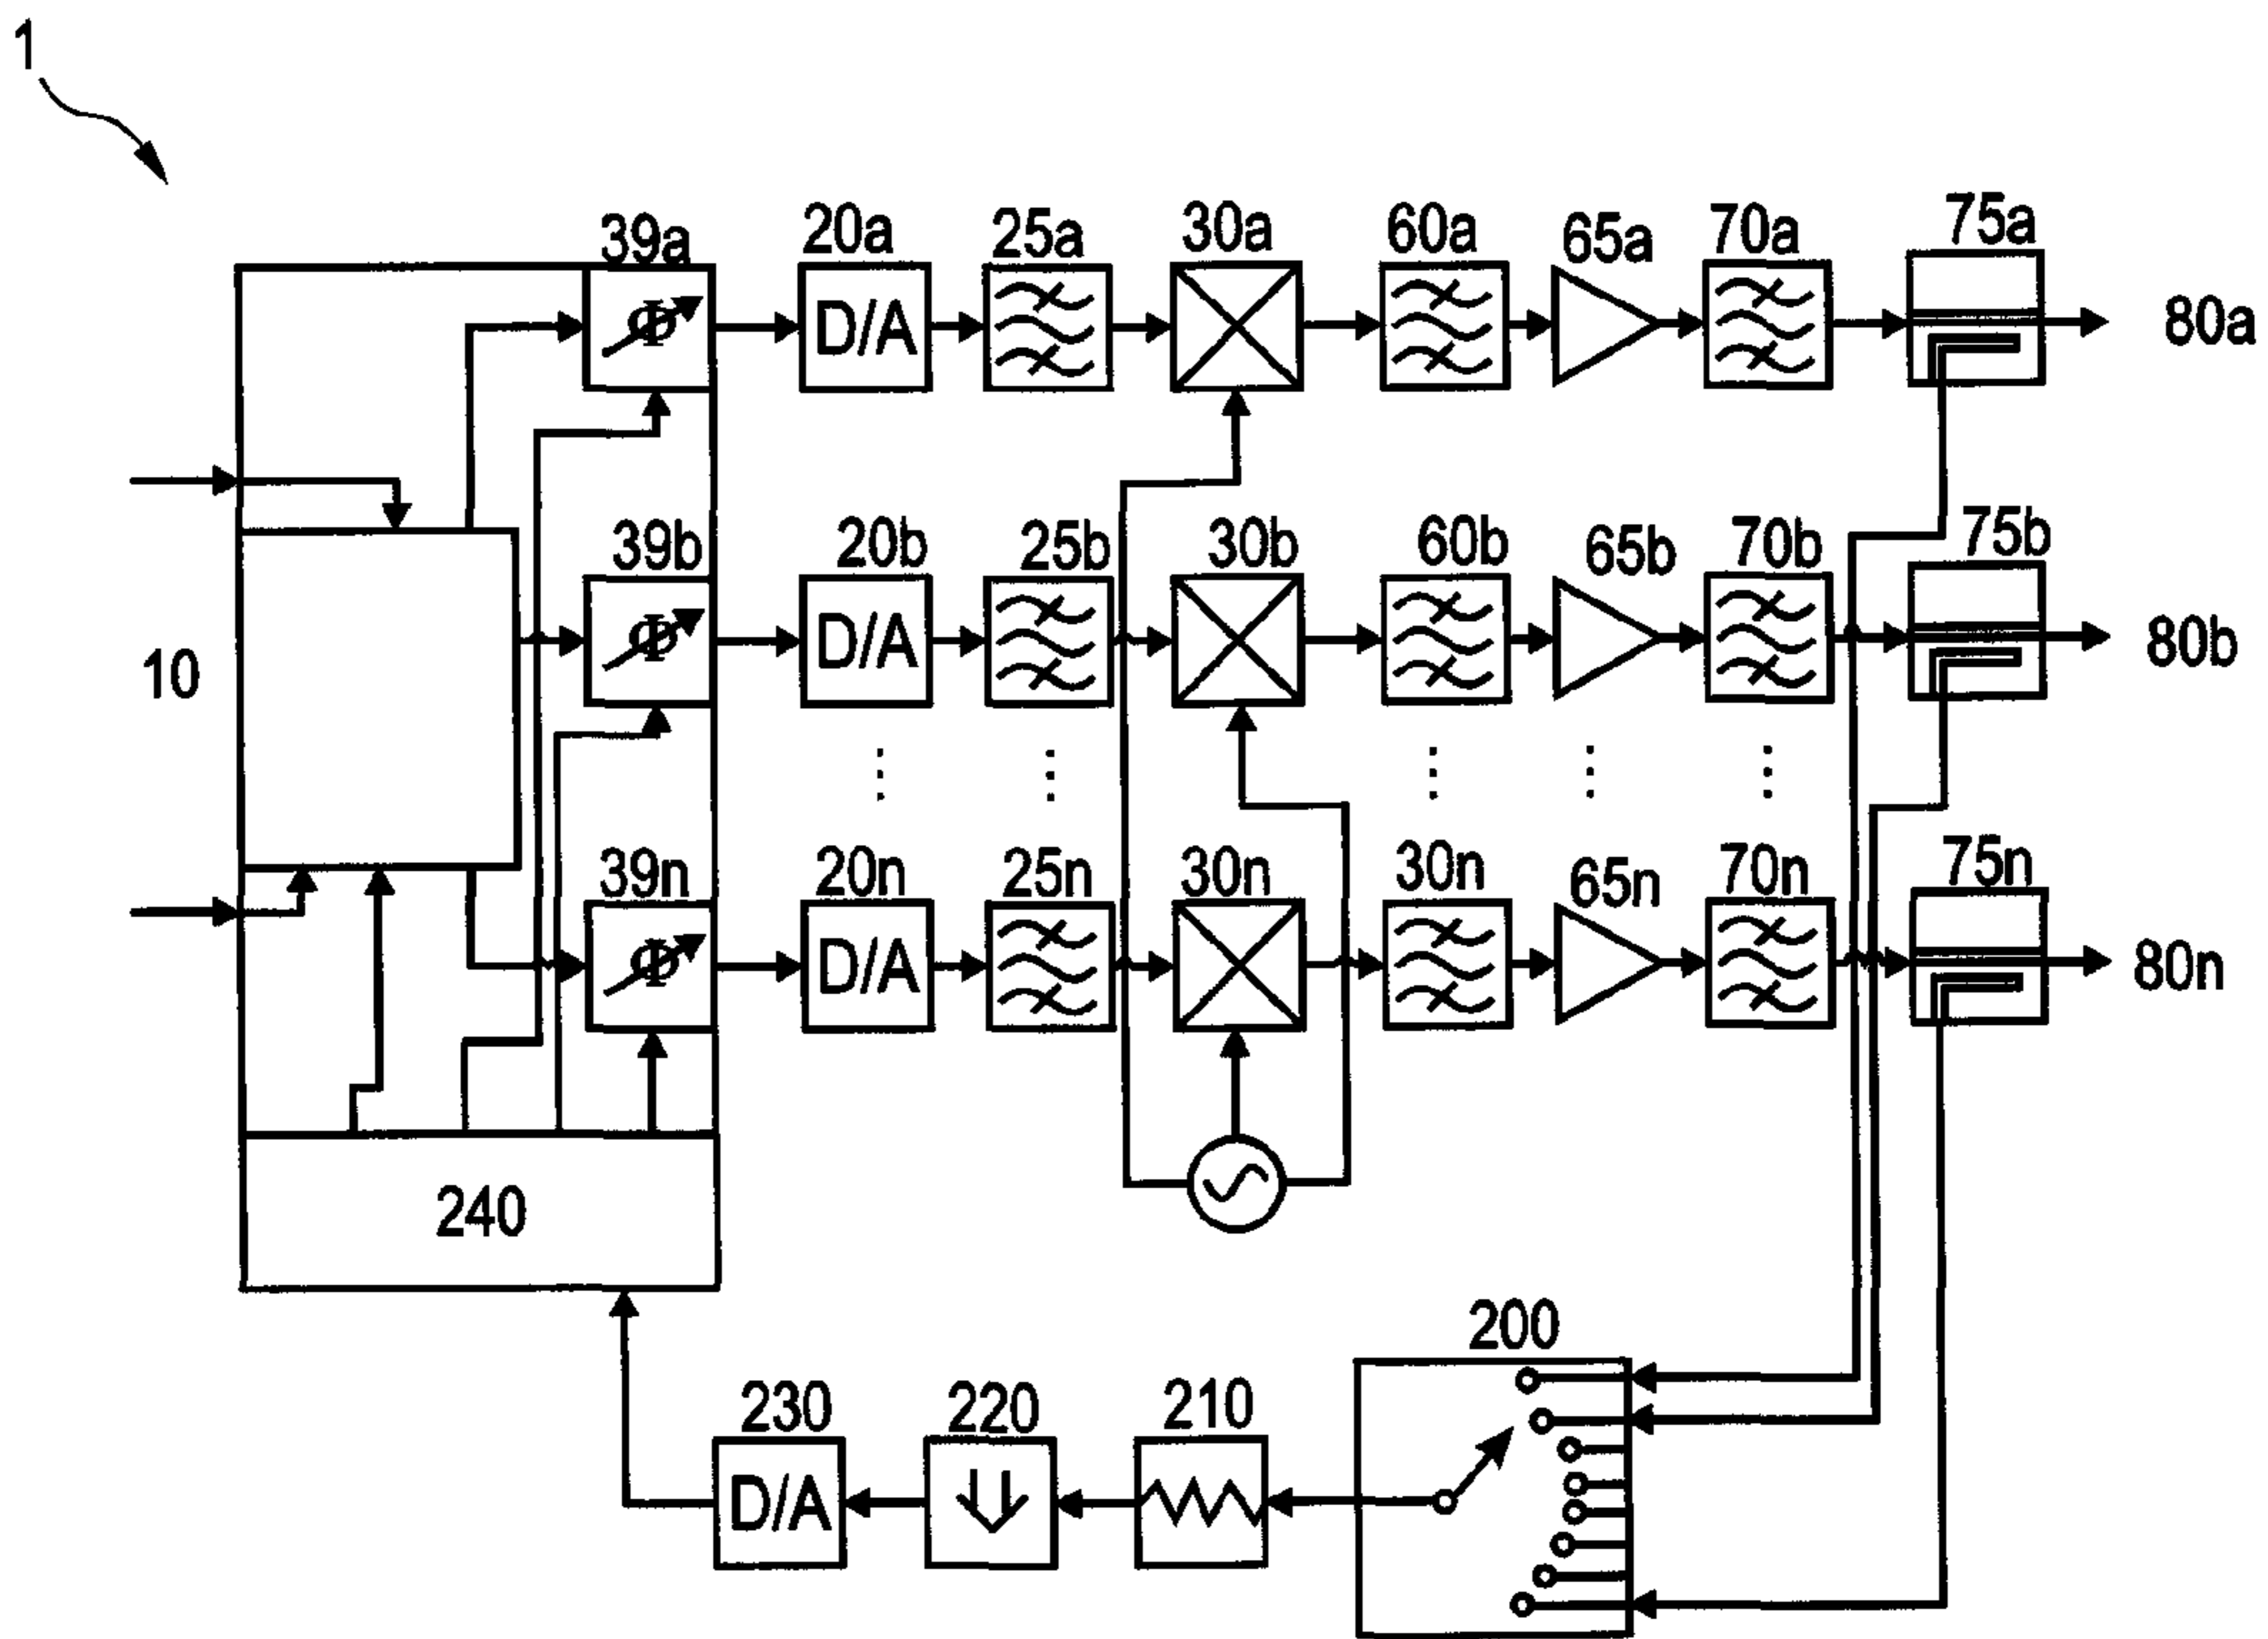 1
39a 20a 25a 30a 60a 65a 70a 75a
Φ D/A 80a
39b 20b 25b 30b 60b 65b 70b 75b
Φ D/A 80b
10
39n 20n 25n 30n 30n 65n 70n 75n
Φ D/A 80n
240
200
230 220 210
D/A